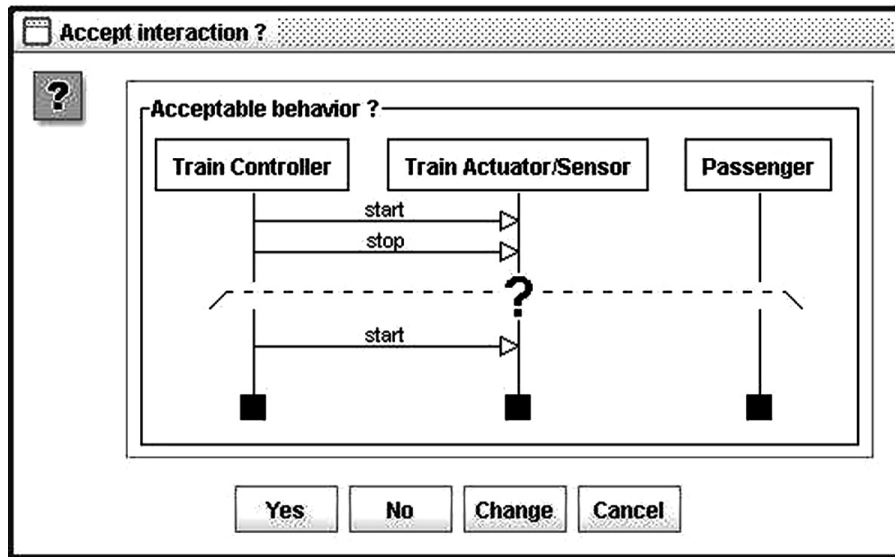 Accept interaction ?
?
Acceptable behavior ?
Train Controller Train Actuator/Sensor Passenger
start
stop
?
start
Yes No Change Cancel